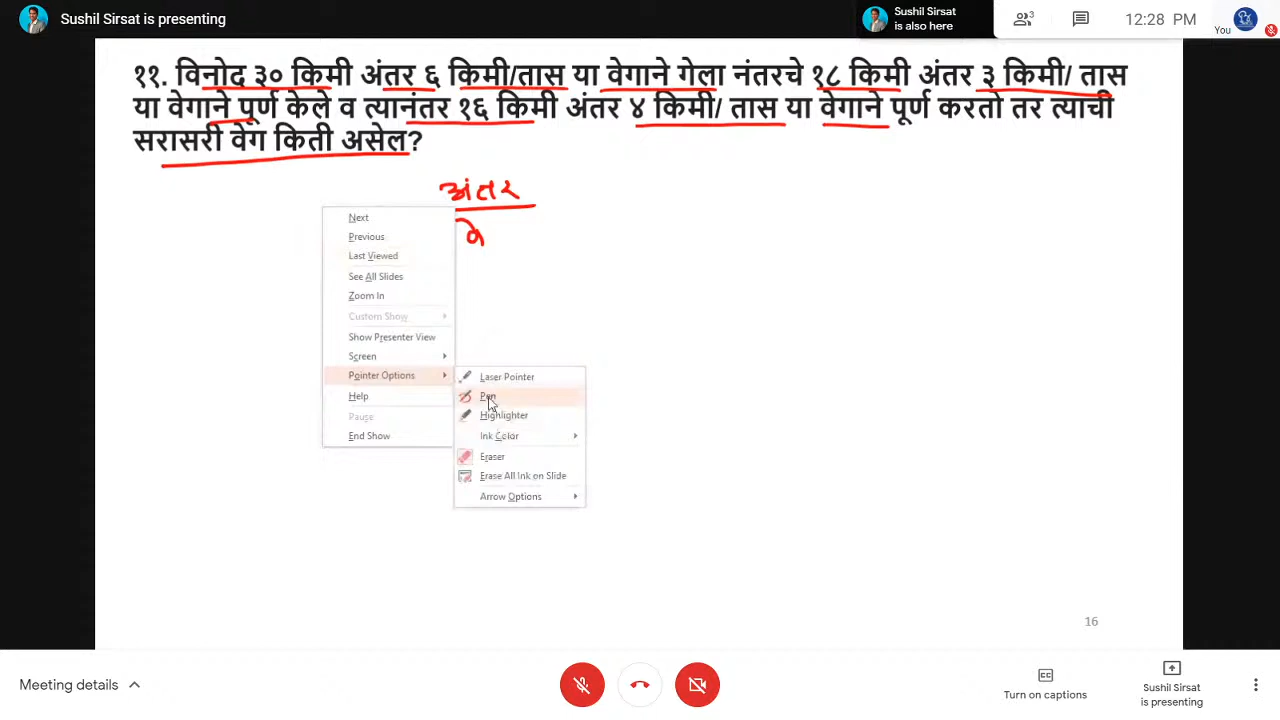 Sushil Sirsat is presenting
Sushil Sirsat
is also here
3
12:28 PM
You
११. विनोद ३० किमी अंतर ६ किमी/तास या वेगाने गेला नंतरचे १८ किमी अंतर ३ किमी/ तास
या वेगाने पूर्ण केले व त्यानंतर १६ किमी अंतर ४ किमी/ तास या वेगाने पूर्ण करतो तर त्याची
सरासरी वेग किती असेल?
अंतर
वे
Next
Previous
Last Viewed
See All Slides
Zoom In
Custom Show
Show Presenter View
Screen
Pointer Options
Help
Pause
End Show
Laser Pointer
Pen
Highlighter
Ink Color
Eraser
Erase All Ink on Slide
Arrow Options
16
Meeting details
CC
Turn on captions
Sushil Sirsat
is presenting